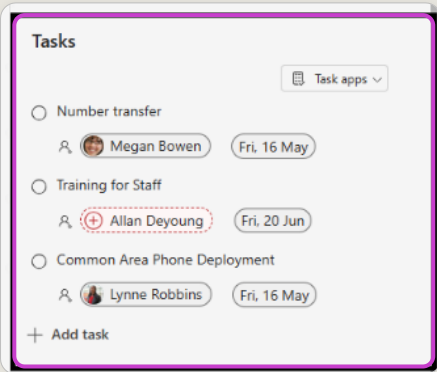 Tasks
Task apps
Number transfer
Megan Bowen Fri, 16 May
Training for Staff
Allan Deyoung Fri, 20 Jun
Common Area Phone Deployment
Lynne Robbins Fri, 16 May
Add task